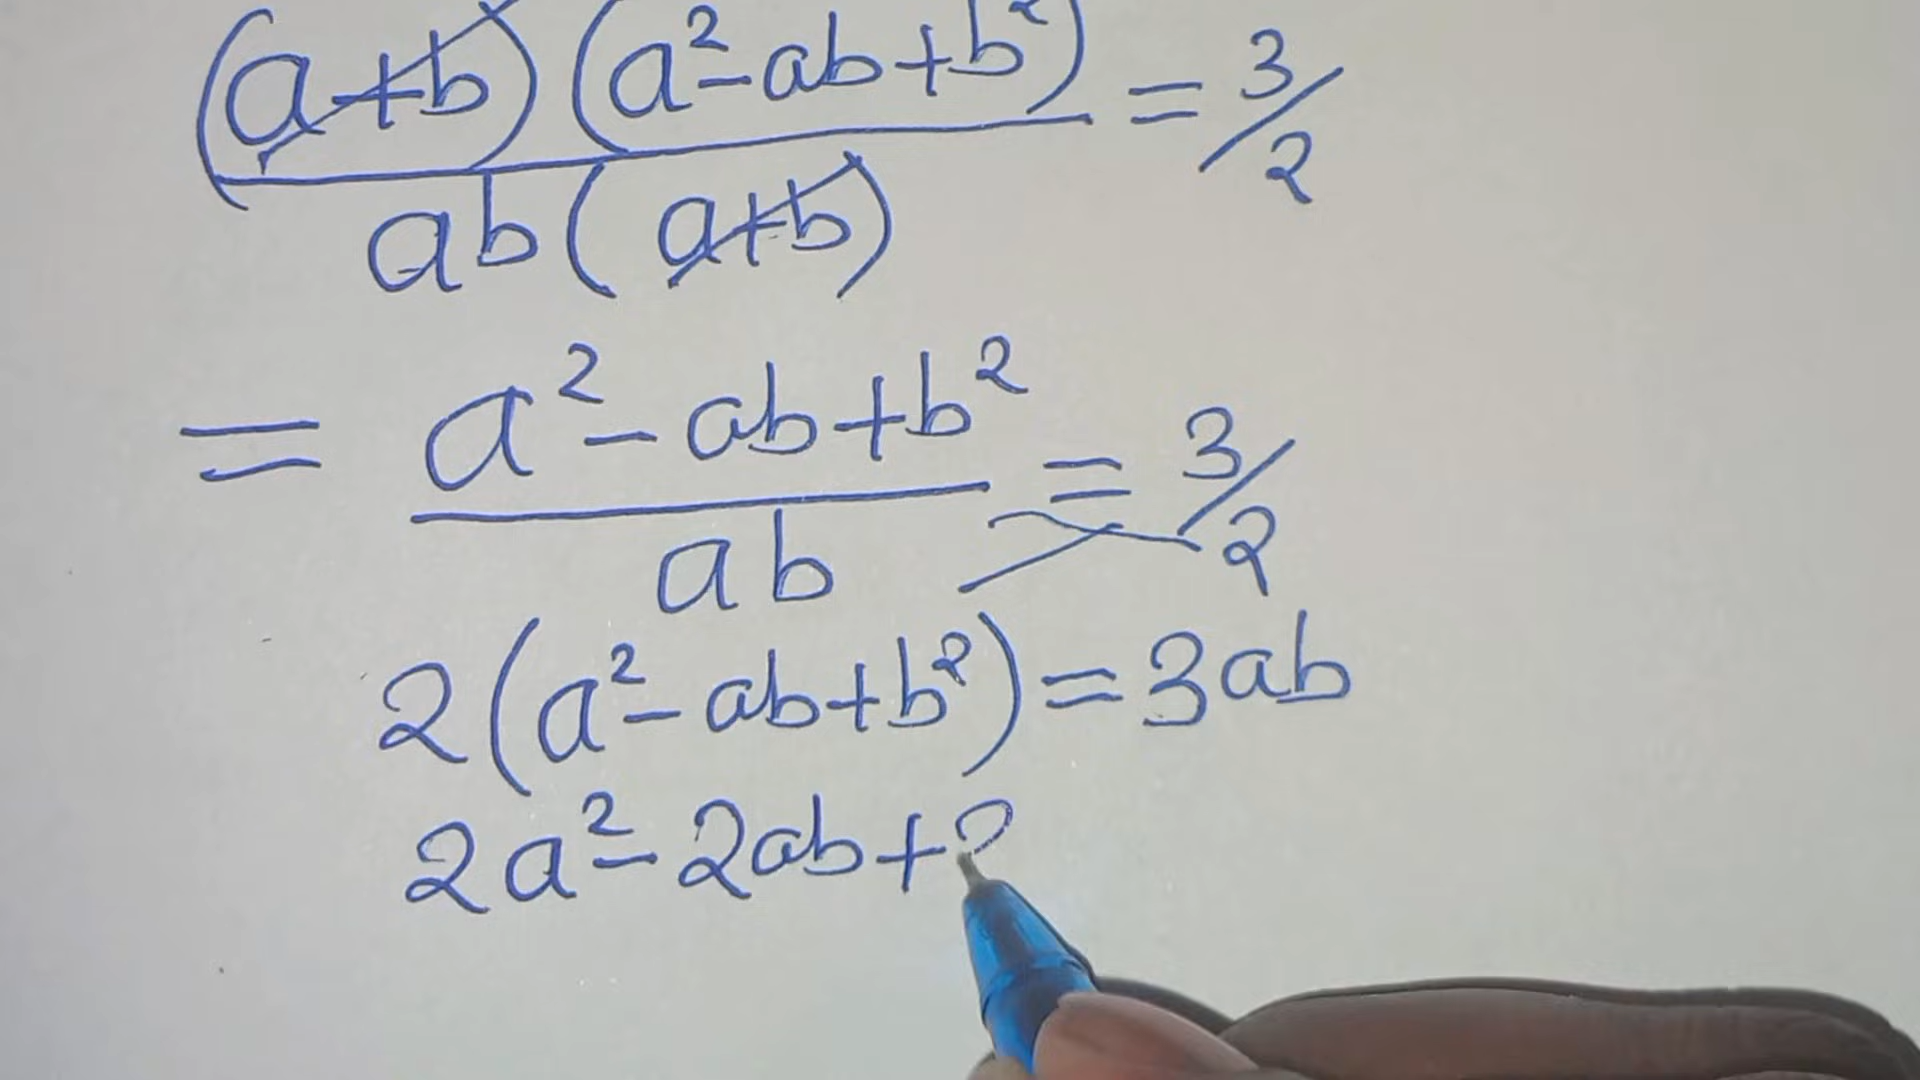 (a+b)(a²-ab+b²)
/ab(a+b) = 3/2
= a²-ab+b²/ab = 3/2
2(a²-ab+b²)=3ab
2a²-2ab+2